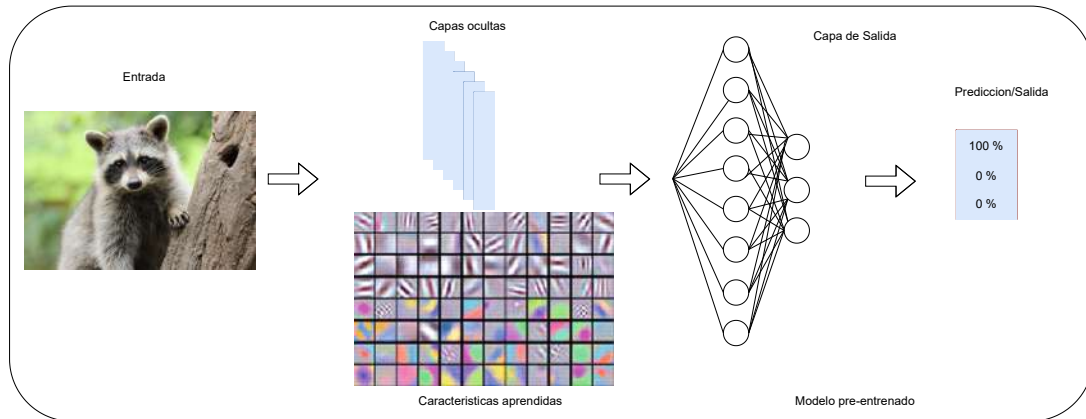 Entrada
Capas ocultas
Caracteristicas aprendidas
Capa de Salida
Modelo pre-entrenado
Prediccion/Salida
100 %
0 %
0 %